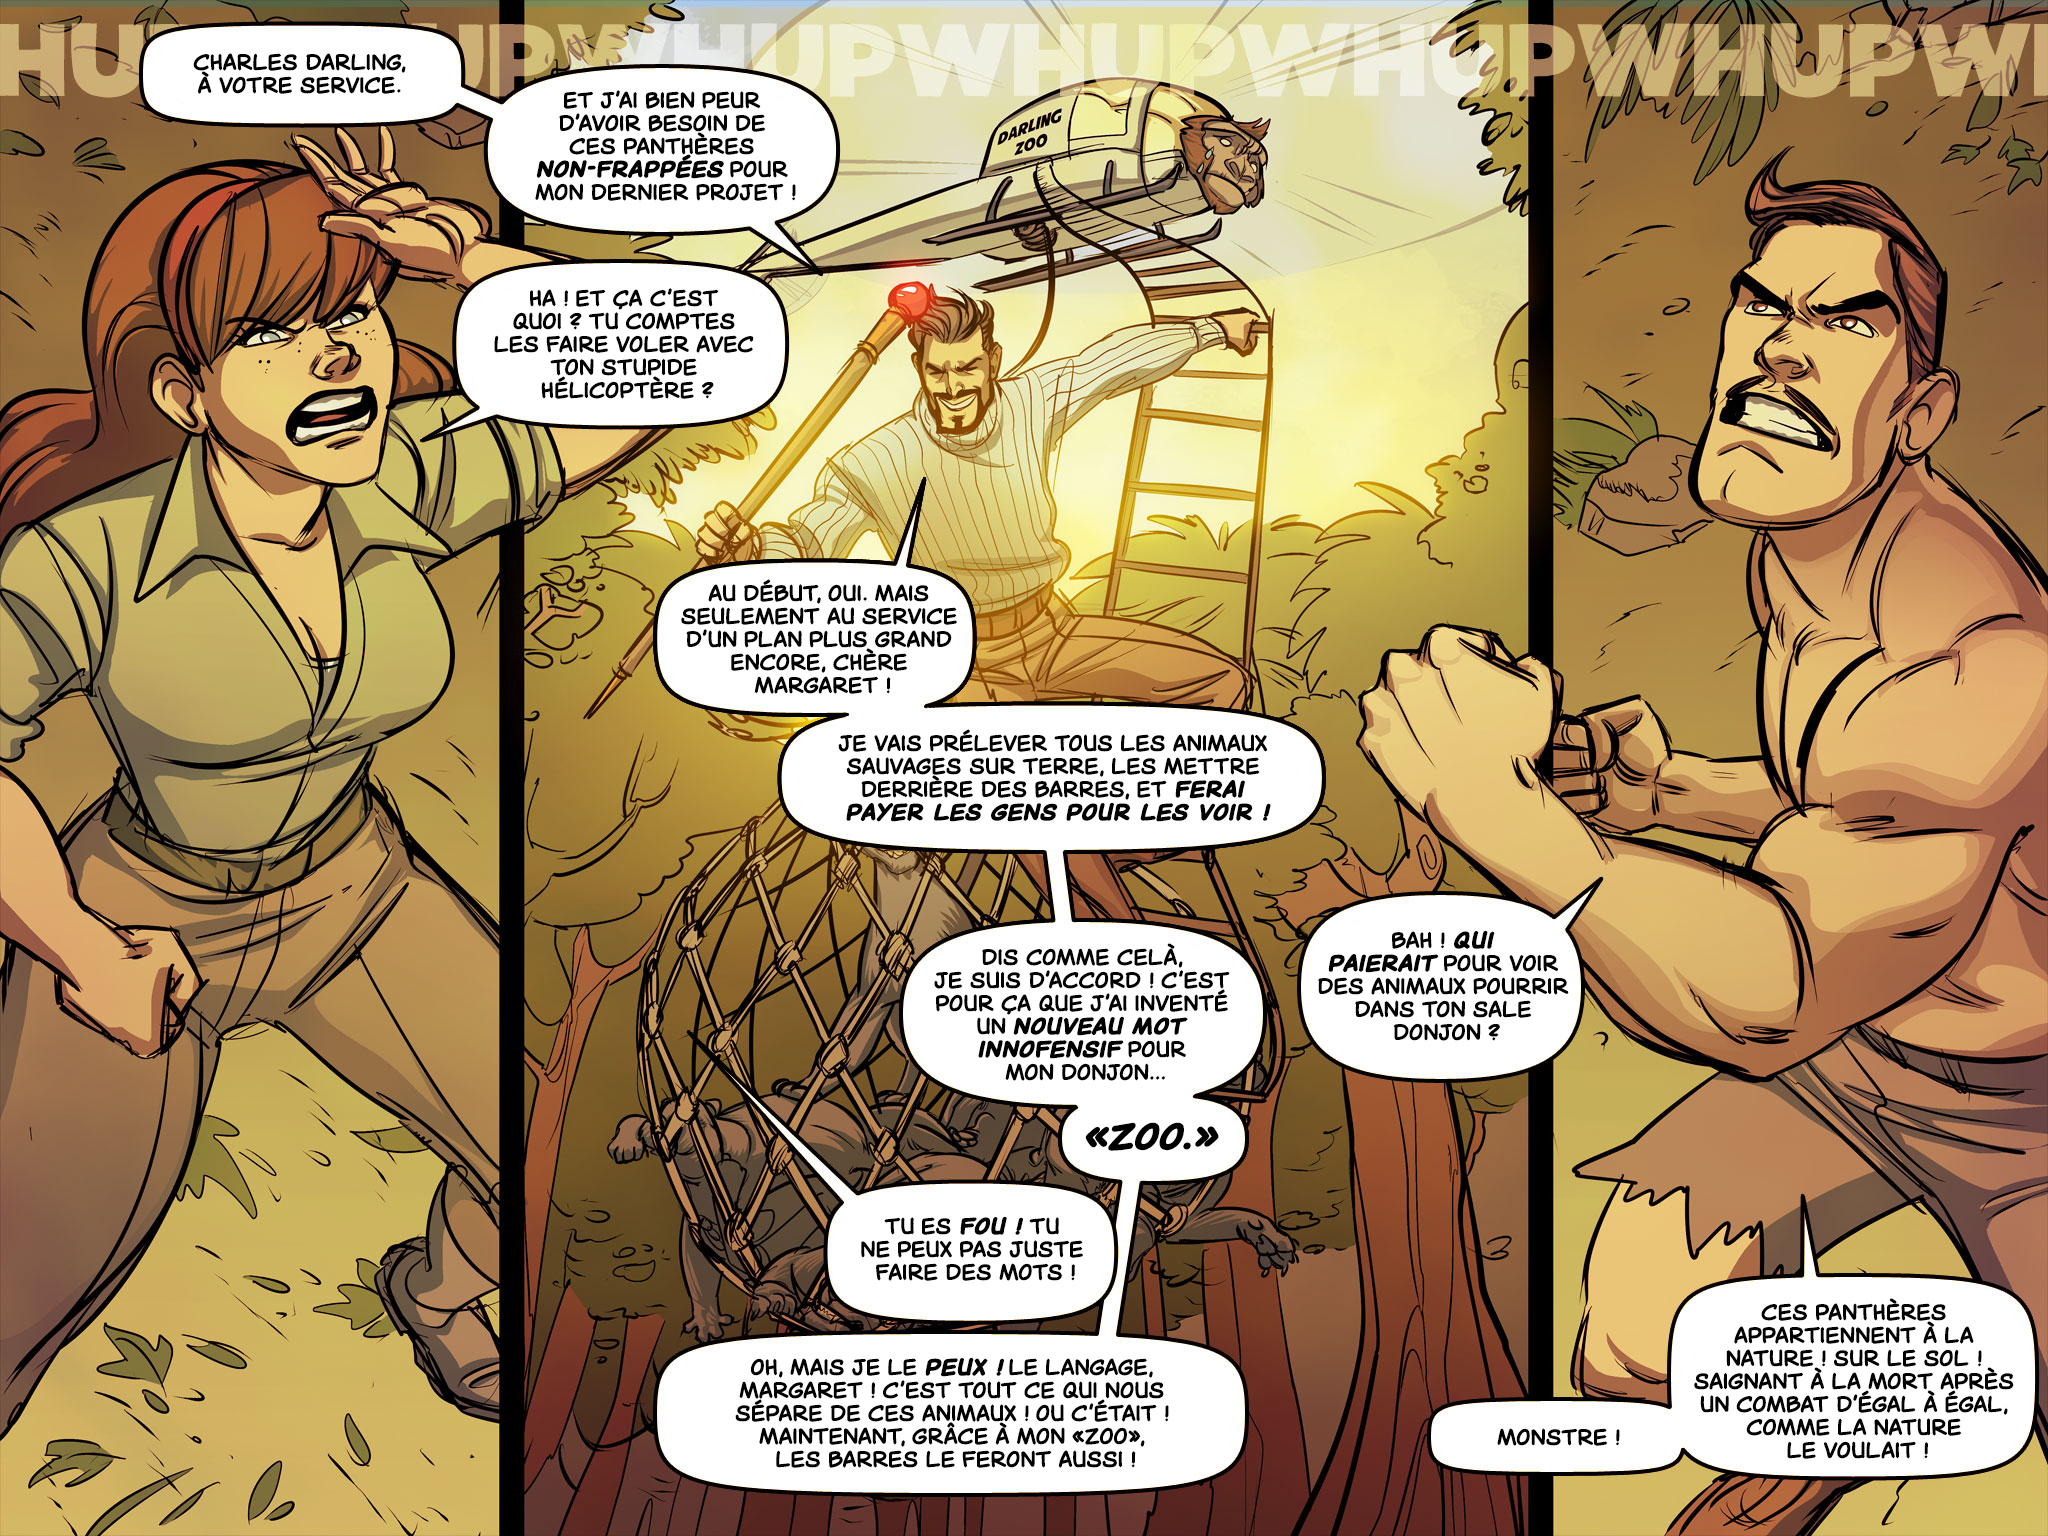 HUPWHUPWHUPWHUPWHUPWH
CHARLES DARLING,
À VOTRE SERVICE.
ET J'AI BIEN PEUR
D'AVOIR BESOIN DE
CES PANTHÈRES
NON-FRAPPÉES POUR
MON DERNIER PROJET !
DARLING
ZOO
HA ! ET ÇA C'EST
QUOI ? TU COMPTES
LES FAIRE VOLER AVEC
TON STUPIDE
HÉLICOPTÈRE ?
AU DÉBUT, OUI. MAIS
SEULEMENT AU SERVICE
D'UN PLAN PLUS GRAND
ENCORE, CHÈRE
MARGARET !
JE VAIS PRÉLEVER TOUS LES ANIMAUX
SAUVAGES SUR TERRE, LES METTRE
DERRIÈRE DES BARRES, ET FERAI
PAYER LES GENS POUR LES VOIR !
BAH ! QUI
PAIERAIT POUR VOIR
DES ANIMAUX POURRIR
DANS TON SALE
DONJON ?
DIS COMME CELÀ,
JE SUIS D'ACCORD ! C'EST
POUR ÇA QUE J'AI INVENTÉ
UN NOUVEAU MOT
INNOFENSIF POUR
MON DONJON...
«ZOO.»
TU ES FOU ! TU
NE PEUX PAS JUSTE
FAIRE DES MOTS !
OH, MAIS JE LE PEUX ! LE LANGAGE,
MARGARET ! C'EST TOUT CE QUI NOUS
SÉPARE DE CES ANIMAUX ! OU C'ÉTAIT !
MAINTENANT, GRÂCE À MON «ZOO»,
LES BARRES LE FERONT AUSSI !
MONSTRE !
CES PANTHÈRES
APPARTIENNENT À LA
NATURE ! SUR LE SOL !
SAIGNANT À LA MORT APRÈS
UN COMBAT D'ÉGAL À ÉGAL,
COMME LA NATURE
LE VOULAIT !